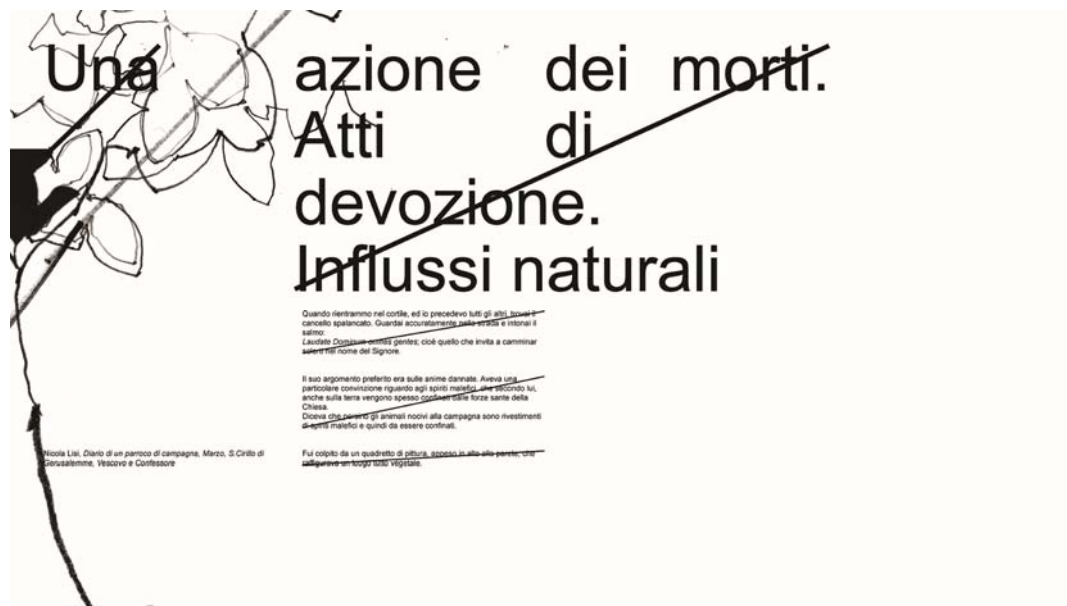 Una azione dei morti.
Atti di
devozione.
Influssi naturali
Quando rientrammo nel cortile, ed io precedevo tutti gli altri, trovai il
cancello spalancato. Guardai accuratamente nella strada e intonai il
salmo:
Laudate Dominum omnes gentes; cioè quello che invita a camminar
solerti nel nome del Signore.
Il suo argomento preferito era sulle anime dannate. Aveva una
particolare convinzione riguardo agli spiriti malefici, che secondo lui,
anche sulla terra vengono spesso confinati dalle forze sante della
Chiesa.
Diceva che persino gli animali nocivi alla campagna sono rivestimenti
di spiriti malefici e quindi da essere confinati.
Nicola Lisi, Diario di un parroco di campagna, Marzo, S.Cirillo di
Gerusalemme, Vescovo e Confessore
Fui colpito da un quadretto di pittura, appeso in alto alla parete, che
raffigurava un luogo tutto vegetale.